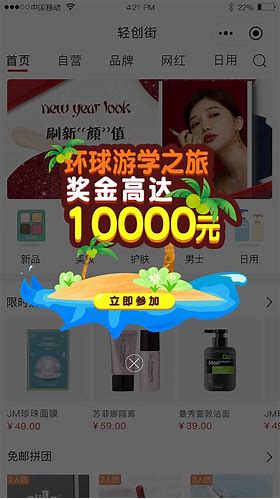 中国移动
4:21 PM
22%
轻创街
首页 自营 品牌 网红 日用
new year look
刷新“颜”值
环球游学之旅
奖金高达
10000元
新品 美妆 护肤 男士 日用
立即参加
限时
JM珍珠面膜 苏菲娜隔离 曼秀雷敦洁面
¥49.00 ¥59.00 ¥49.00
免邮拼团
2人团 2人团